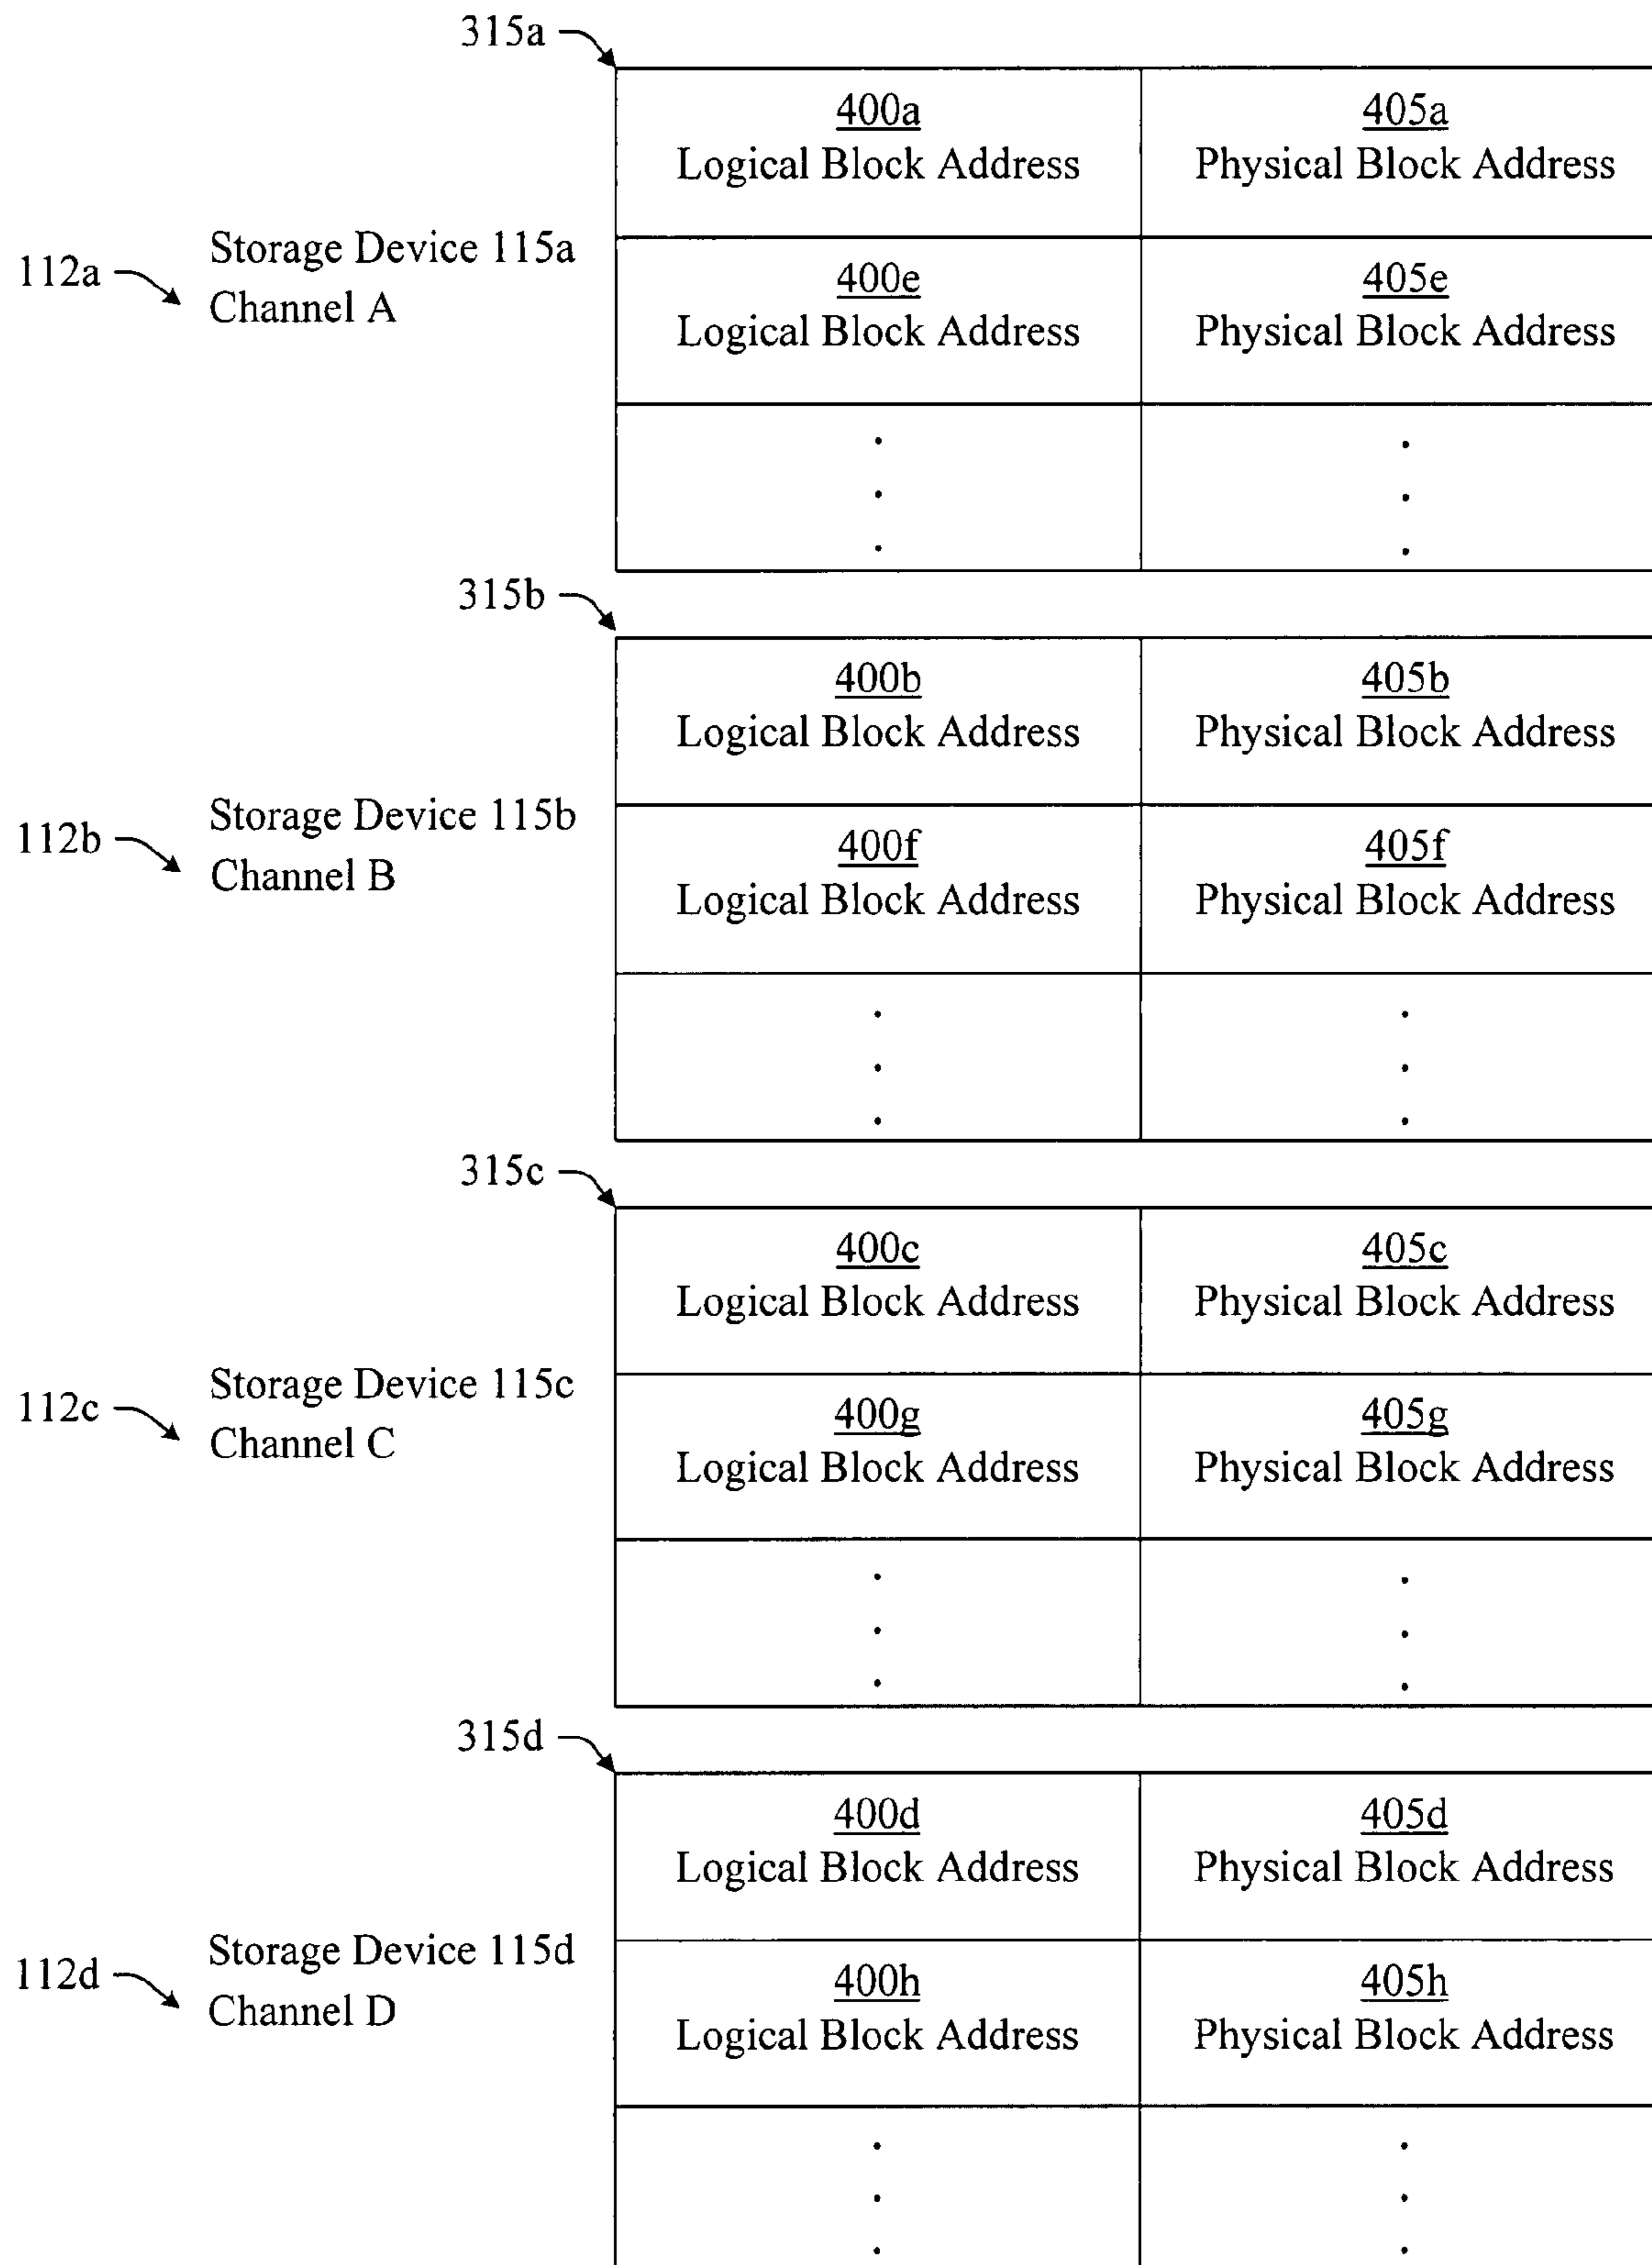 315a
400a
Logical Block Address
405a
Physical Block Address
112a
Storage Device 115a
Channel A
400e
Logical Block Address
405e
Physical Block Address
315b
400b
Logical Block Address
405b
Physical Block Address
112b
Storage Device 115b
Channel B
400f
Logical Block Address
405f
Physical Block Address
315c
400c
Logical Block Address
405c
Physical Block Address
112c
Storage Device 115c
Channel C
400g
Logical Block Address
405g
Physical Block Address
315d
400d
Logical Block Address
405d
Physical Block Address
112d
Storage Device 115d
Channel D
400h
Logical Block Address
405h
Physical Block Address